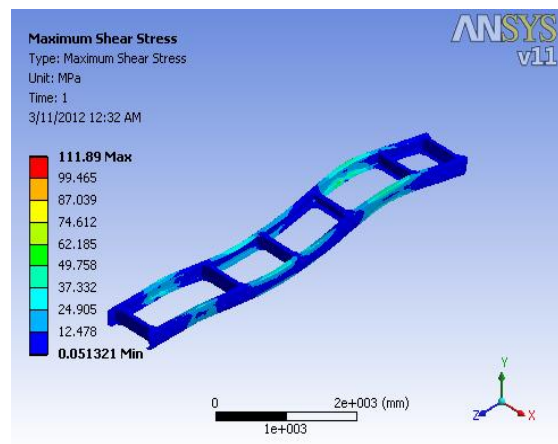 ANSYS
v11
Maximum Shear Stress
Type: Maximum Shear Stress
Unit: MPa
Time: 1
3/11/2012 12:32 AM
111.89 Max
99.465
87.039
74.612
62.185
49.758
37.332
24.905
12.478
0.051321 Min
0
2e+003 (mm)
1e+003
Y
Z
X